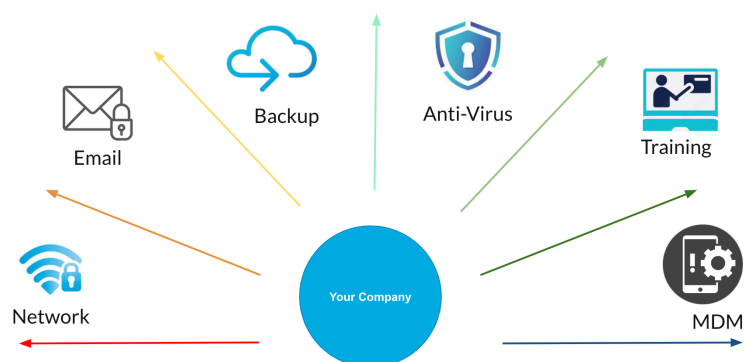 Backup
Anti-Virus
Email
Training
Your Company
Network
MDM